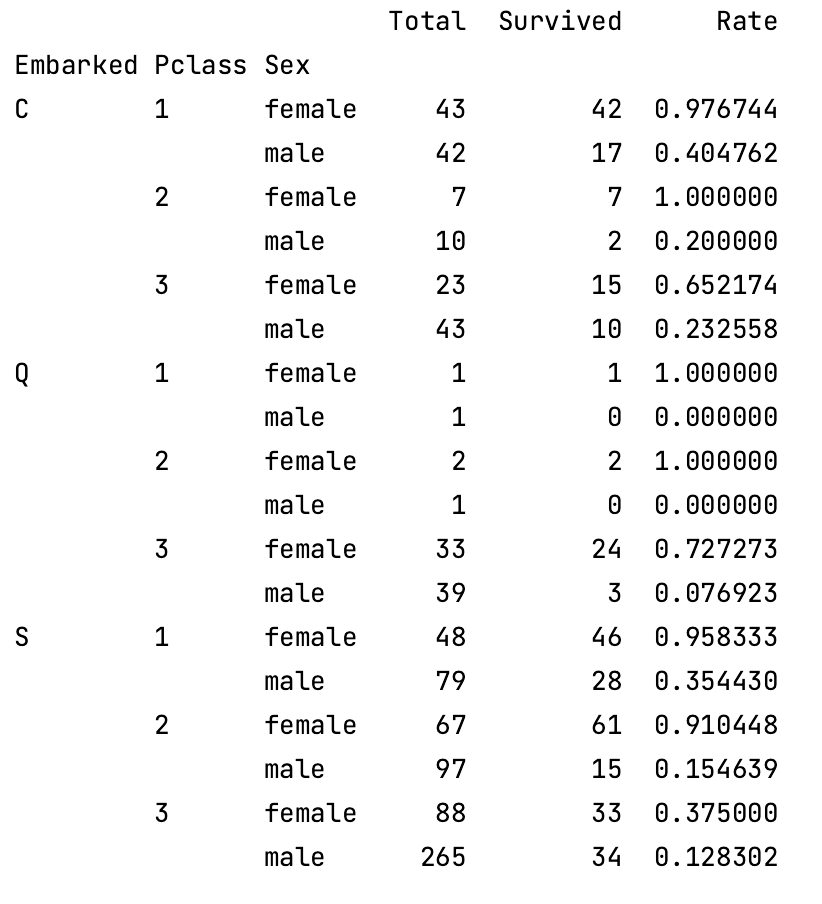 Total Survived Rate
Embarked Pclass Sex
C 1 female 43 42 0.976744
male 42 17 0.404762
2 female 7 7 1.000000
male 10 2 0.200000
3 female 23 15 0.652174
male 43 10 0.232558
Q 1 female 1 1 1.000000
male 1 0 0.000000
2 female 2 2 1.000000
male 1 0 0.000000
3 female 33 24 0.727273
male 39 3 0.076923
S 1 female 48 46 0.958333
male 79 28 0.354430
2 female 67 61 0.910448
male 97 15 0.154639
3 female 88 33 0.375000
male 265 34 0.128302